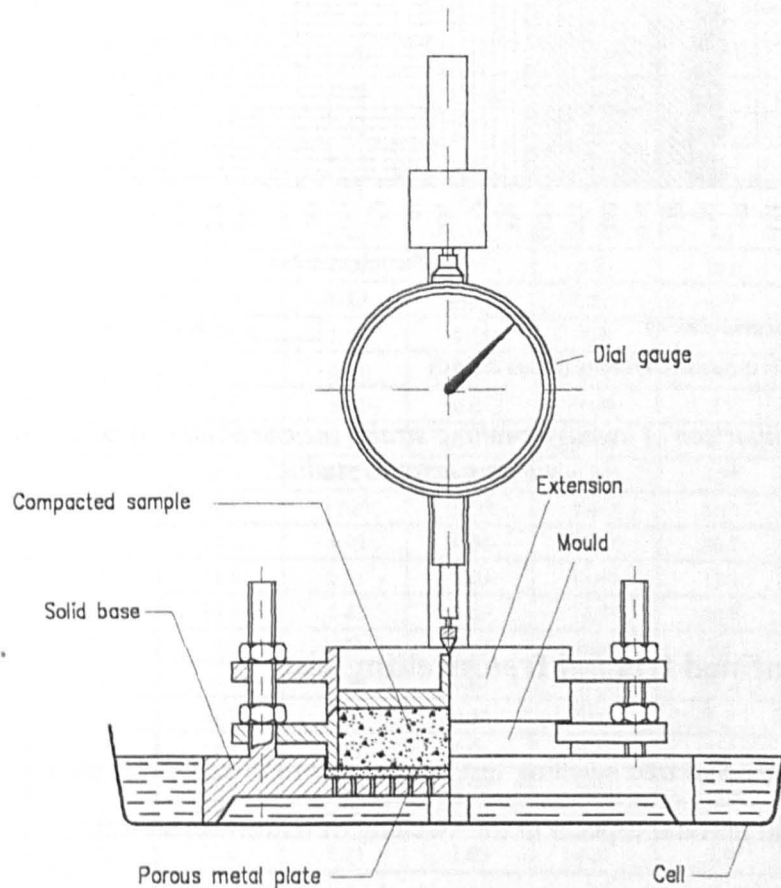 Dial gauge
Extension
Compacted sample
Mould
Solid base
Porous metal plate
Cell